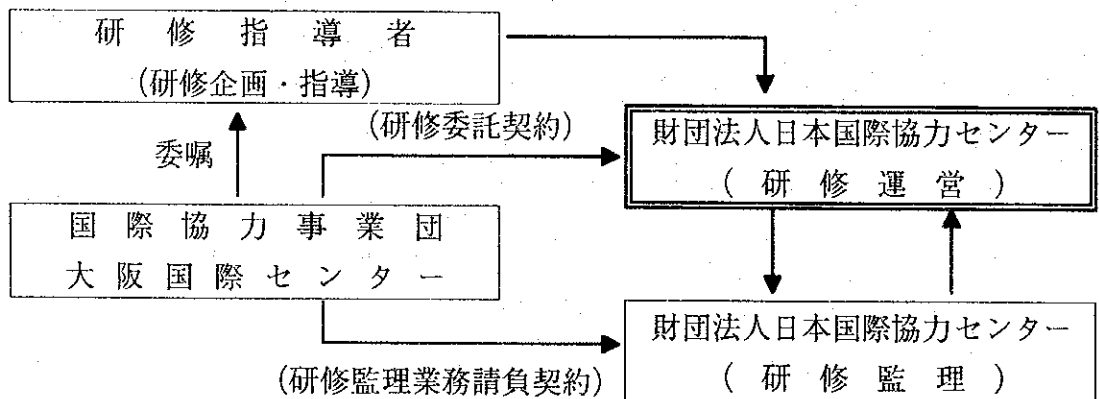 研修指導者
(研修企画・指導)
(研修委託契約)
委嘱
財団法人日本国際協力センター
(研修運営)
国際協力事業団
大阪国際センター
財団法人日本国際協力センター
(研修監理)
(研修監理業務請負契約)